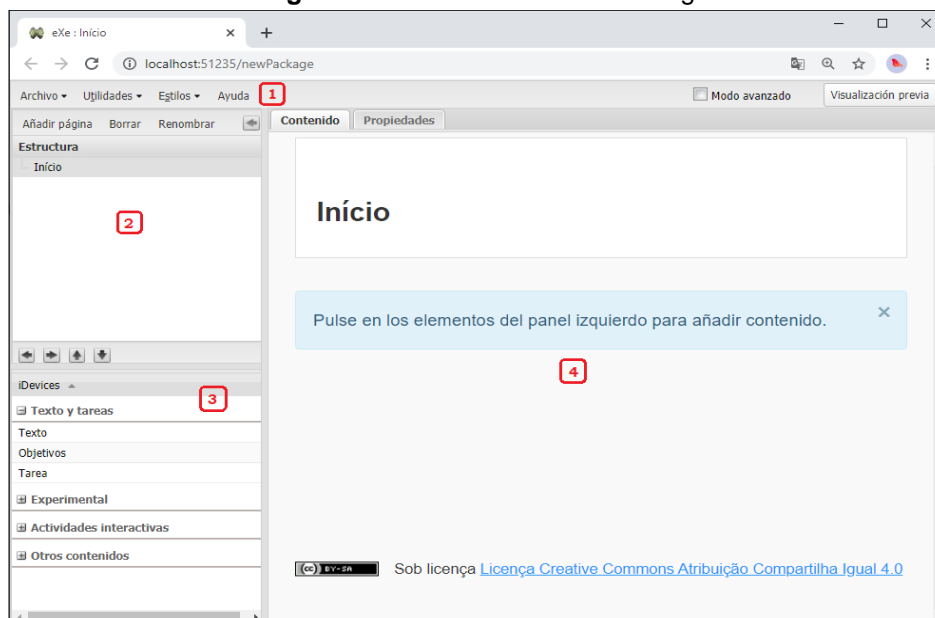 eXe : Início
localhost:51235/newPackage
Archivo Utilidades Estilos Ayuda 1 Modo avanzado Visualización previa
Añadir página Borrar Renombrar Contenido Propiedades
Estructura
Início
2
Início
Pulse en los elementos del panel izquierdo para añadir contenido. ×
4
iDevices
3
Texto y tareas
Texto
Objetivos
Tarea
Experimental
Actividades interactivas
Otros contenidos
(cc) BY-SA Sob licença Licença Creative Commons Atribuição Compartilha Igual 4.0